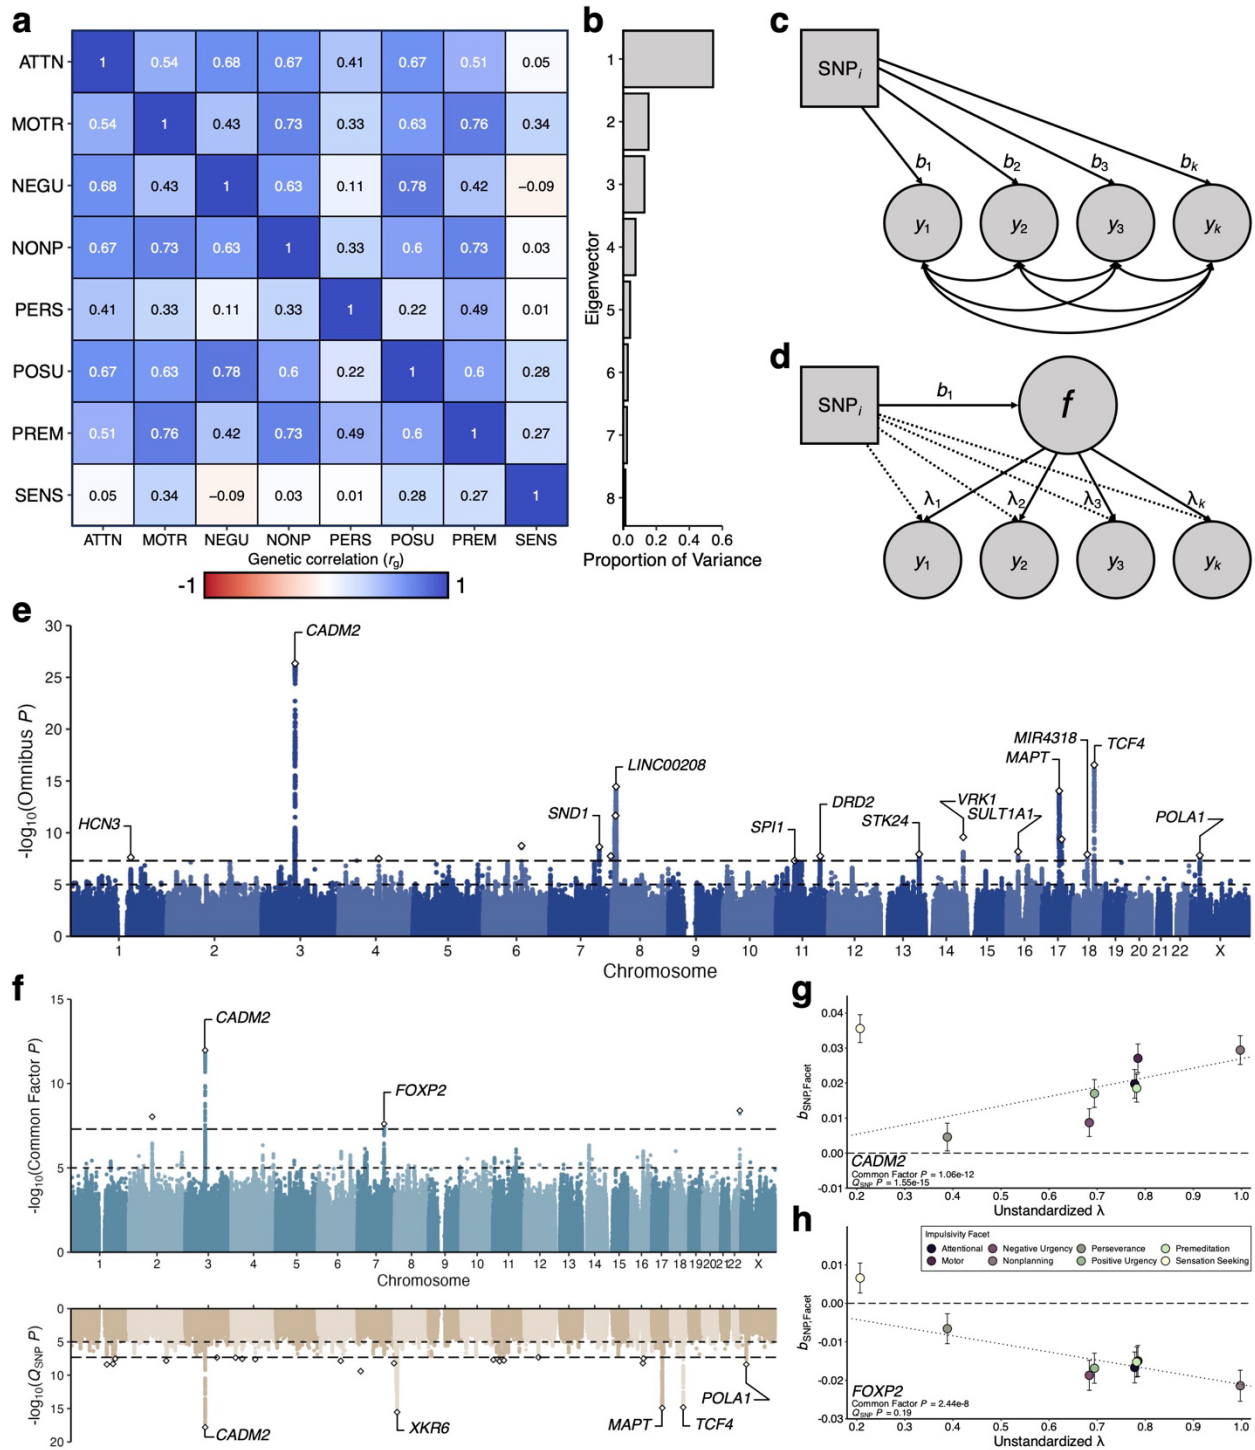 a
ATTN 1 0.54 0.68 0.67 0.41 0.67 0.51 0.05
MOTR 0.54 1 0.43 0.73 0.33 0.63 0.76 0.34
NEGU 0.68 0.43 1 0.63 0.11 0.78 0.42 −0.09
NONP 0.67 0.73 0.63 1 0.33 0.6 0.73 0.03
PERS 0.41 0.33 0.11 0.33 1 0.22 0.49 0.01
POSU 0.67 0.63 0.78 0.6 0.22 1 0.6 0.28
PREM 0.51 0.76 0.42 0.73 0.49 0.6 1 0.27
SENS 0.05 0.34 −0.09 0.03 0.01 0.28 0.27 1
ATTN MOTR NEGU NONP PERS POSU PREM SENS
Genetic correlation (rg)
-1 1
b
Eigenvector
1
2
3
4
5
6
7
8
0.0 0.2 0.4 0.6
Proportion of Variance
c
SNPi
b1 b2 b3 bk
y1 y2 y3 yk
d
SNPi b1 f
λ1 λ2 λ3 λk
y1 y2 y3 yk
e
-log10(Omnibus P)
30
25
20
15
10
5
0
HCN3
CADM2
SND1
LINC00208
SPI1
DRD2
STK24
VRK1
SULT1A1
MAPT
MIR4318
TCF4
POLA1
1 2 3 4 5 6 7 8 9 10 11 12 13 14 15 16 17 18 19 20 21 22 X
Chromosome
f
-log10(Common Factor P)
15
10
5
0
CADM2
FOXP2
1 2 3 4 5 6 7 8 9 10 11 12 13 14 15 16 17 18 19 20 21 22 X
Chromosome
-log10(QSNP P)
0
5
10
15
20
CADM2
XKR6
MAPT
TCF4
POLA1
g
bSNP,Facet
0.04
0.03
0.02
0.01
0.00
-0.01
CADM2
Common Factor P = 1.06e-12
QSNP P = 1.55e-15
0.2 0.3 0.4 0.5 0.6 0.7 0.8 0.9 1.0
Unstandardized λ
h
Impulsivity Facet
Attentional Negative Urgency Perseverance Premeditation
Motor Nonplanning Positive Urgency Sensation Seeking
bSNP,Facet
0.01
0.00
-0.01
-0.02
-0.03
FOXP2
Common Factor P = 2.44e-8
QSNP P = 0.19
0.2 0.3 0.4 0.5 0.6 0.7 0.8 0.9 1.0
Unstandardized λ